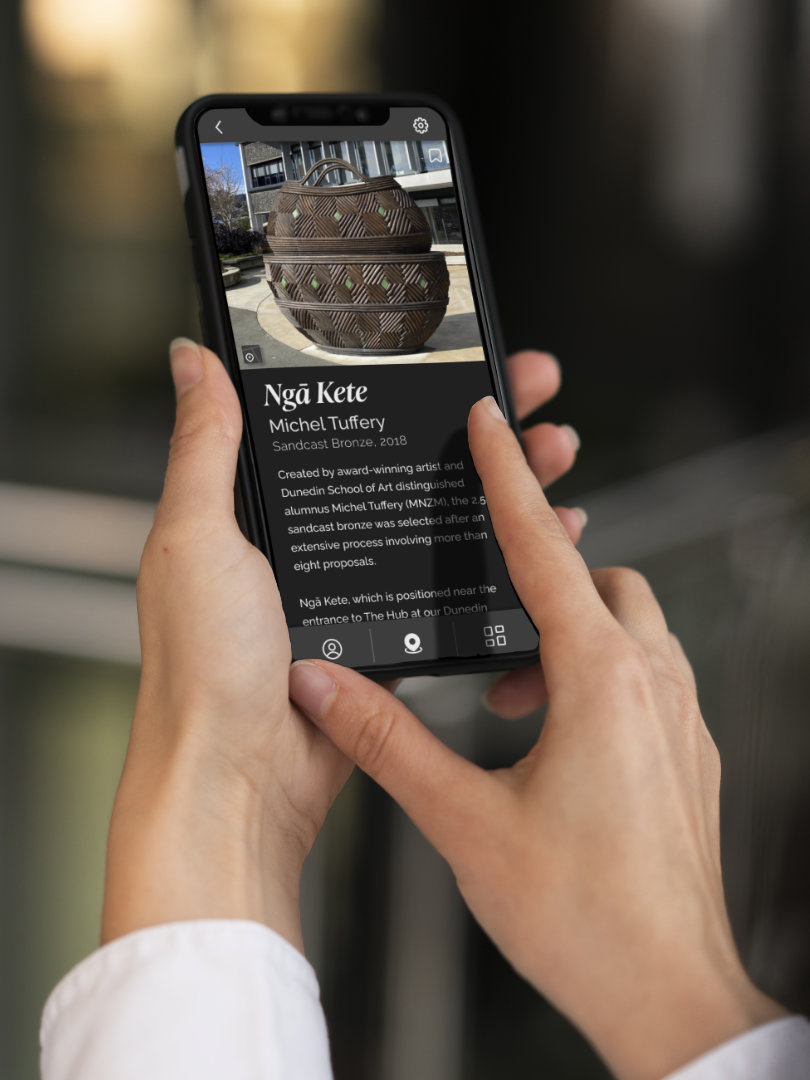 Ngā Kete
Michel Tuffery
Sandcast Bronze, 2018
Created by award-winning artist and
Dunedin School of Art distinguished
alumnus Michel Tuffery (MNZM), the 2.5
sandcast bronze was selected after an
extensive process involving more than
eight proposals.
Ngā Kete, which is positioned near the
entrance to The Hub at our Dunedin